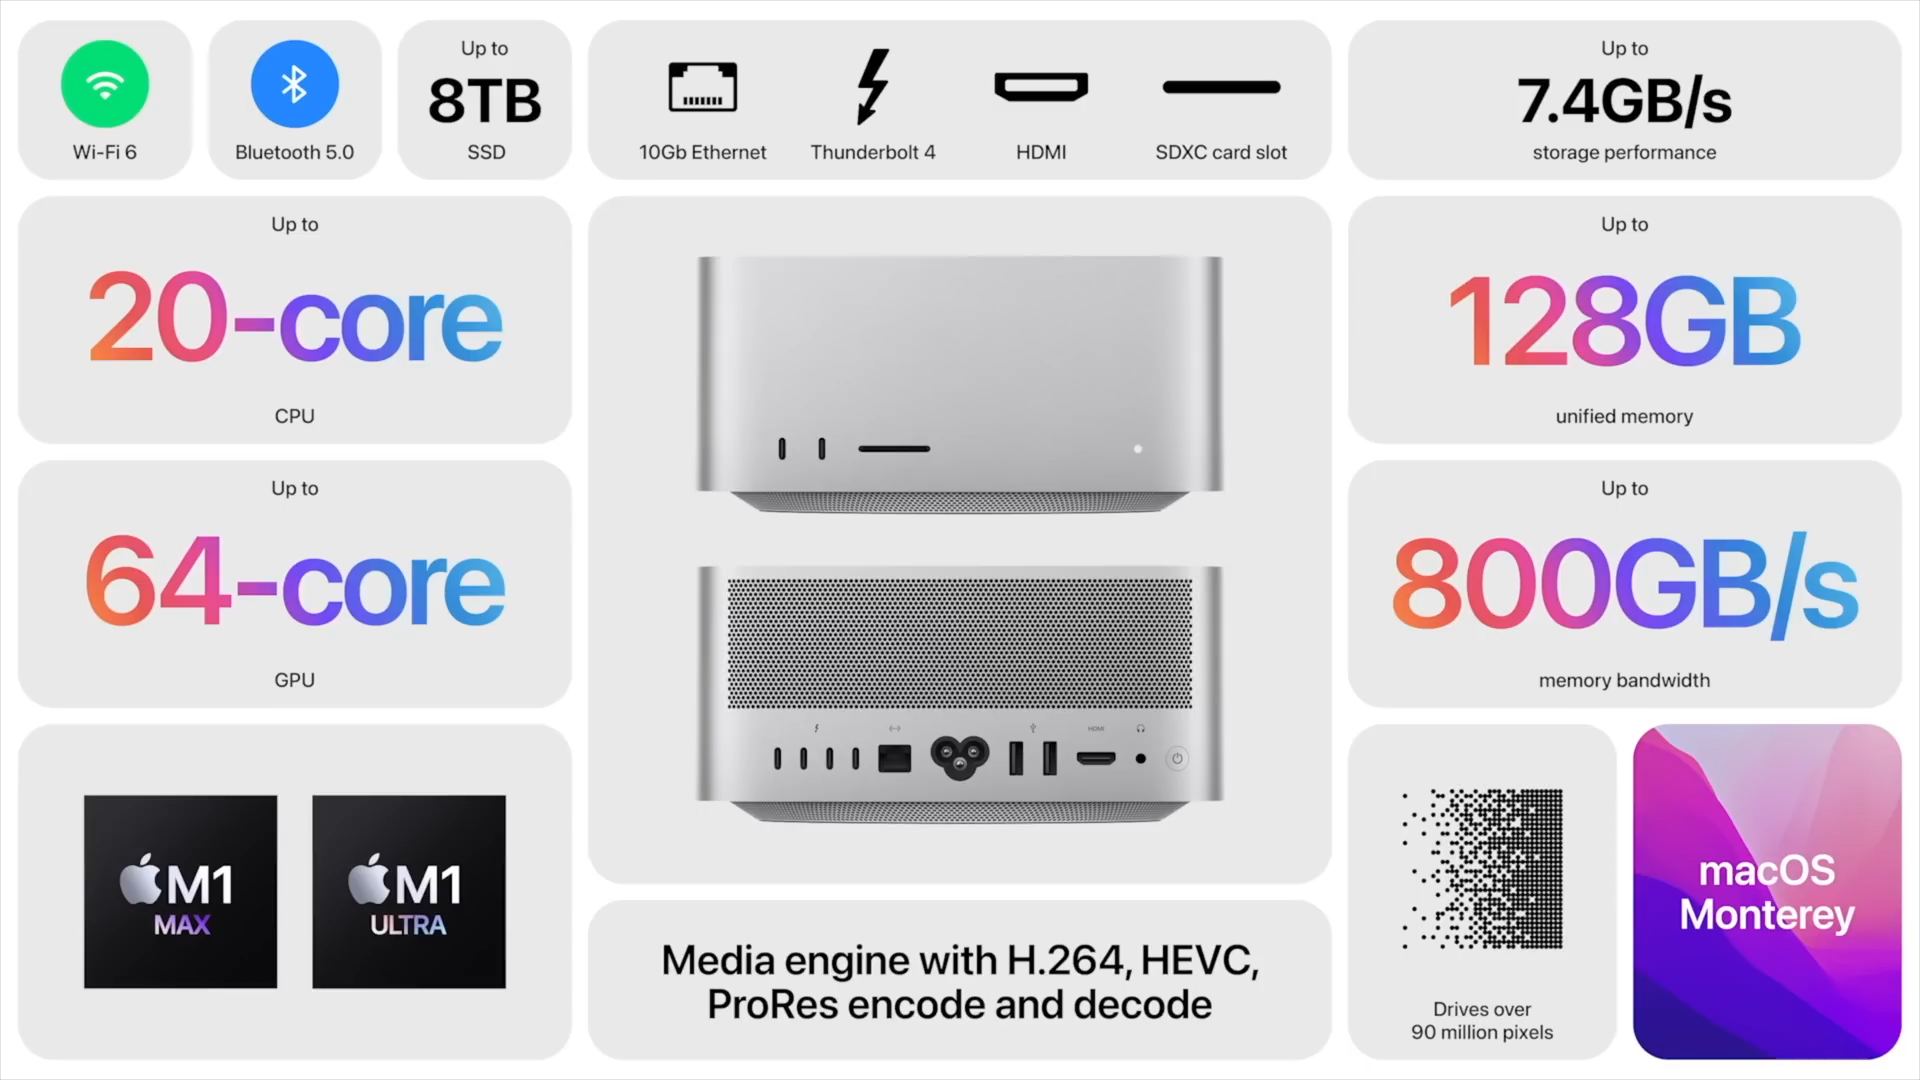 Wi-Fi 6
Bluetooth 5.0
Up to
8TB
SSD
10Gb Ethernet
Thunderbolt 4
HDMI
SDXC card slot
Up to
7.4GB/s
storage performance
Up to
20-core
CPU
Up to
128GB
unified memory
Up to
64-core
GPU
HDMI
Up to
800GB/s
memory bandwidth
M1
MAX
M1
ULTRA
Media engine with H.264, HEVC,
ProRes encode and decode
Drives over
90 million pixels
macOS
Monterey